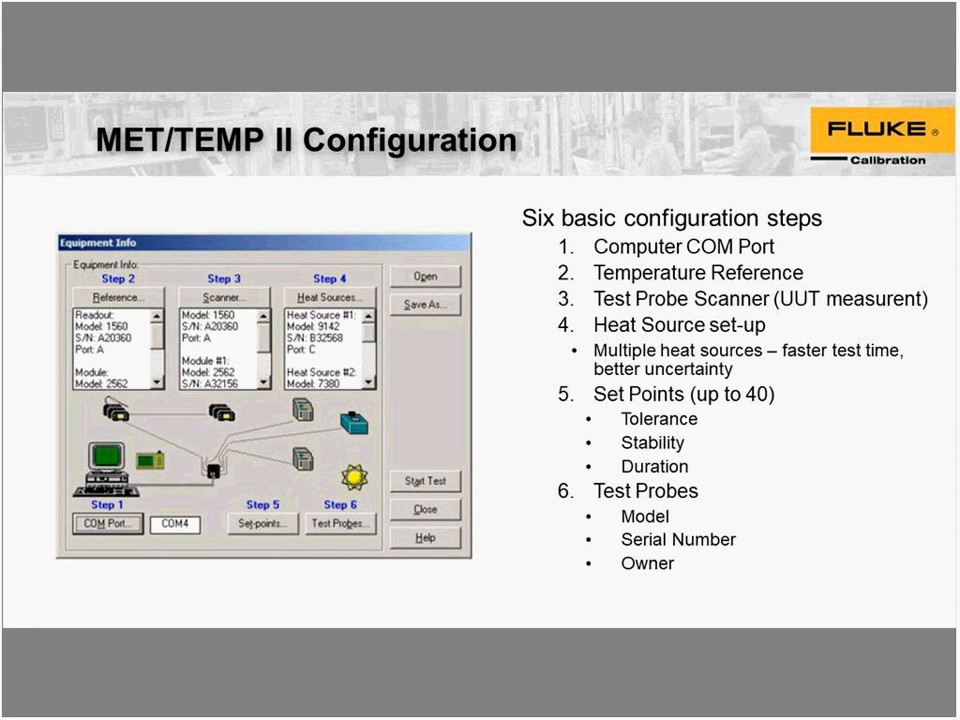 MET/TEMP II Configuration
FLUKE®
Calibration
Equipment Info
Equipment Info:
Step 2
Step 3
Step 4
Reference...
Scanner...
Heat Sources...
Readout:
Model: 1560
S/N: A20360
Port: A
Module:
Model: 2562
Model: 1560
S/N: A20360
Port: A
Module #1:
Model: 2562
S/N: A32156
Heat Source #1:
Model: 9142
S/N: B32568
Port: C
Heat Source #2:
Model: 7380
Open
Save As...
Start Test
Close
Help
Step 1
Step 5
Step 6
COM Port...
COM4
Set-points...
Test Probes...
Six basic configuration steps
1. Computer COM Port
2. Temperature Reference
3. Test Probe Scanner (UUT measurent)
4. Heat Source set-up
• Multiple heat sources – faster test time,
better uncertainty
5. Set Points (up to 40)
• Tolerance
• Stability
• Duration
6. Test Probes
• Model
• Serial Number
• Owner